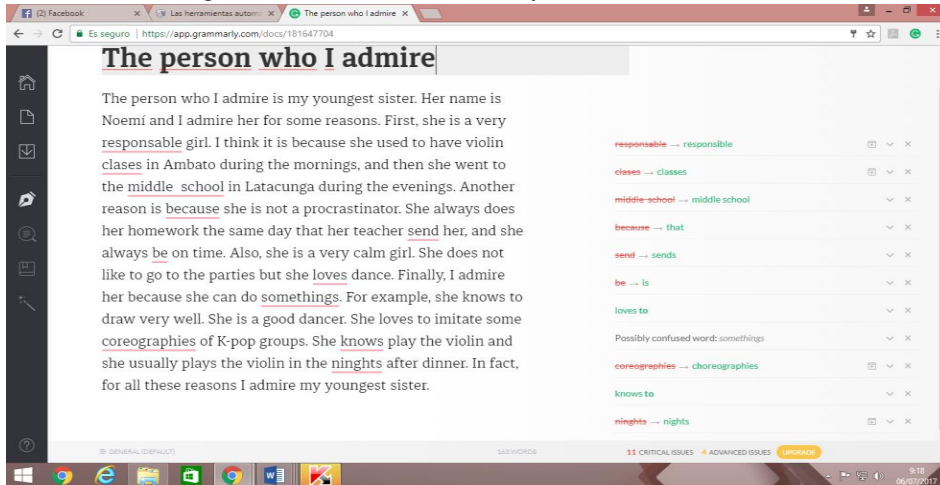 (2) Facebook
Las herramientas autom
The person who I admire
Es seguro | https://app.grammarly.com/docs/181647704
The person who I admire
The person who I admire is my youngest sister. Her name is
Noemí and I admire her for some reasons. First, she is a very
responsable girl. I think it is because she used to have violin
clases in Ambato during the mornings, and then she went to
the middle  school in Latacunga during the evenings. Another
reason is because she is not a procrastinator. She always does
her homework the same day that her teacher send her, and she
always be on time. Also, she is a very calm girl. She does not
like to go to the parties but she loves dance. Finally, I admire
her because she can do somethings. For example, she knows to
draw very well. She is a good dancer. She loves to imitate some
coreographies of K-pop groups. She knows play the violin and
she usually plays the violin in the ninghts after dinner. In fact,
for all these reasons I admire my youngest sister.
responsable → responsible
clases → classes
middle school → middle school
because → that
send → sends
be → is
loves to
Possibly confused word: somethings
coreographies → choreographies
knows to
ninghts → nights
GENERAL (DEFAULT)
163 WORDS
11 CRITICAL ISSUES 4 ADVANCED ISSUES UPGRADE
9:18
06/07/2017